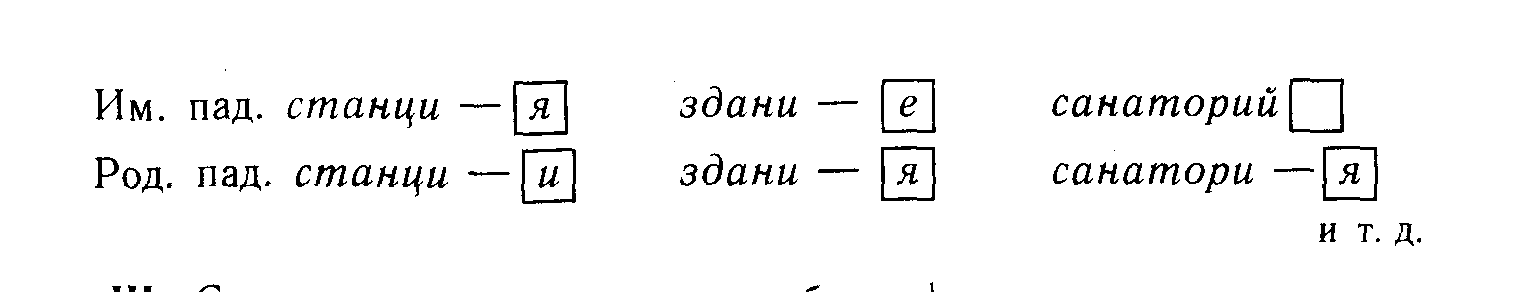 Им. пад. станци — я здани — е санаторий
Род. пад. станци — и здани — я санатори — я
и т. д.